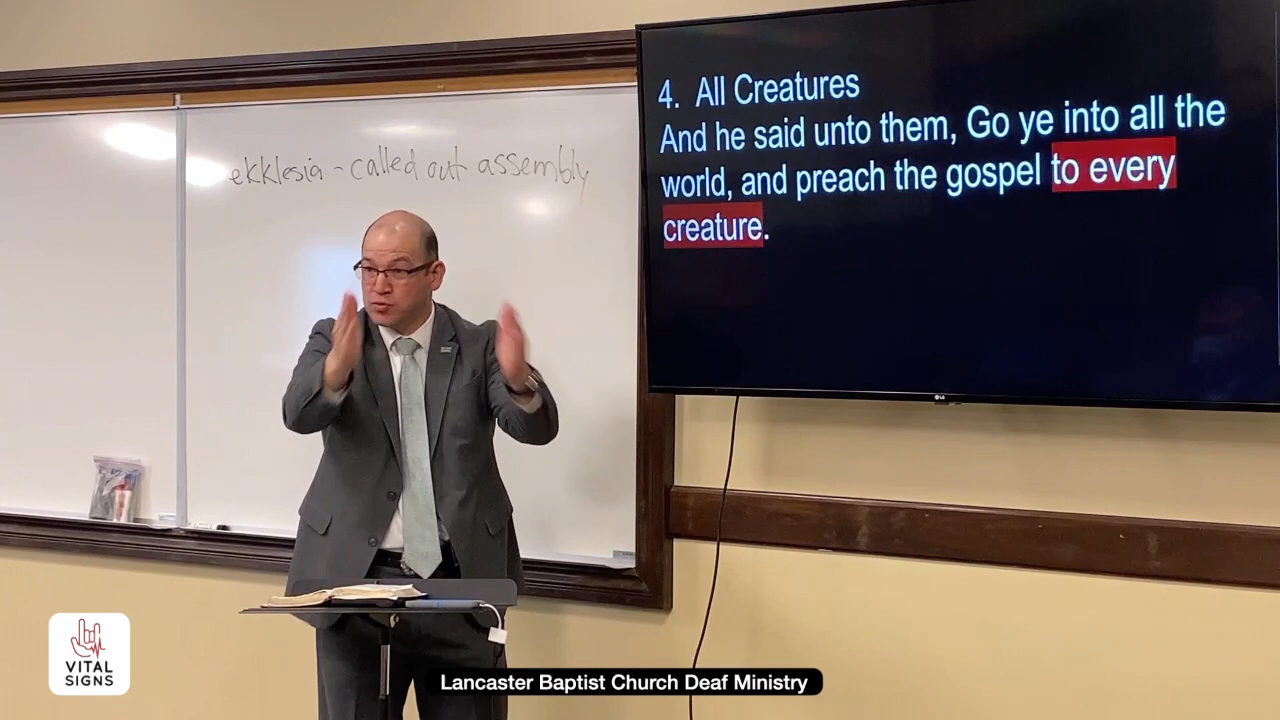 ekklesia - called out assembly
4. All Creatures
And he said unto them, Go ye into all the
world, and preach the gospel to every
creature.
LG
VITAL
SIGNS
Lancaster Baptist Church Deaf Ministry